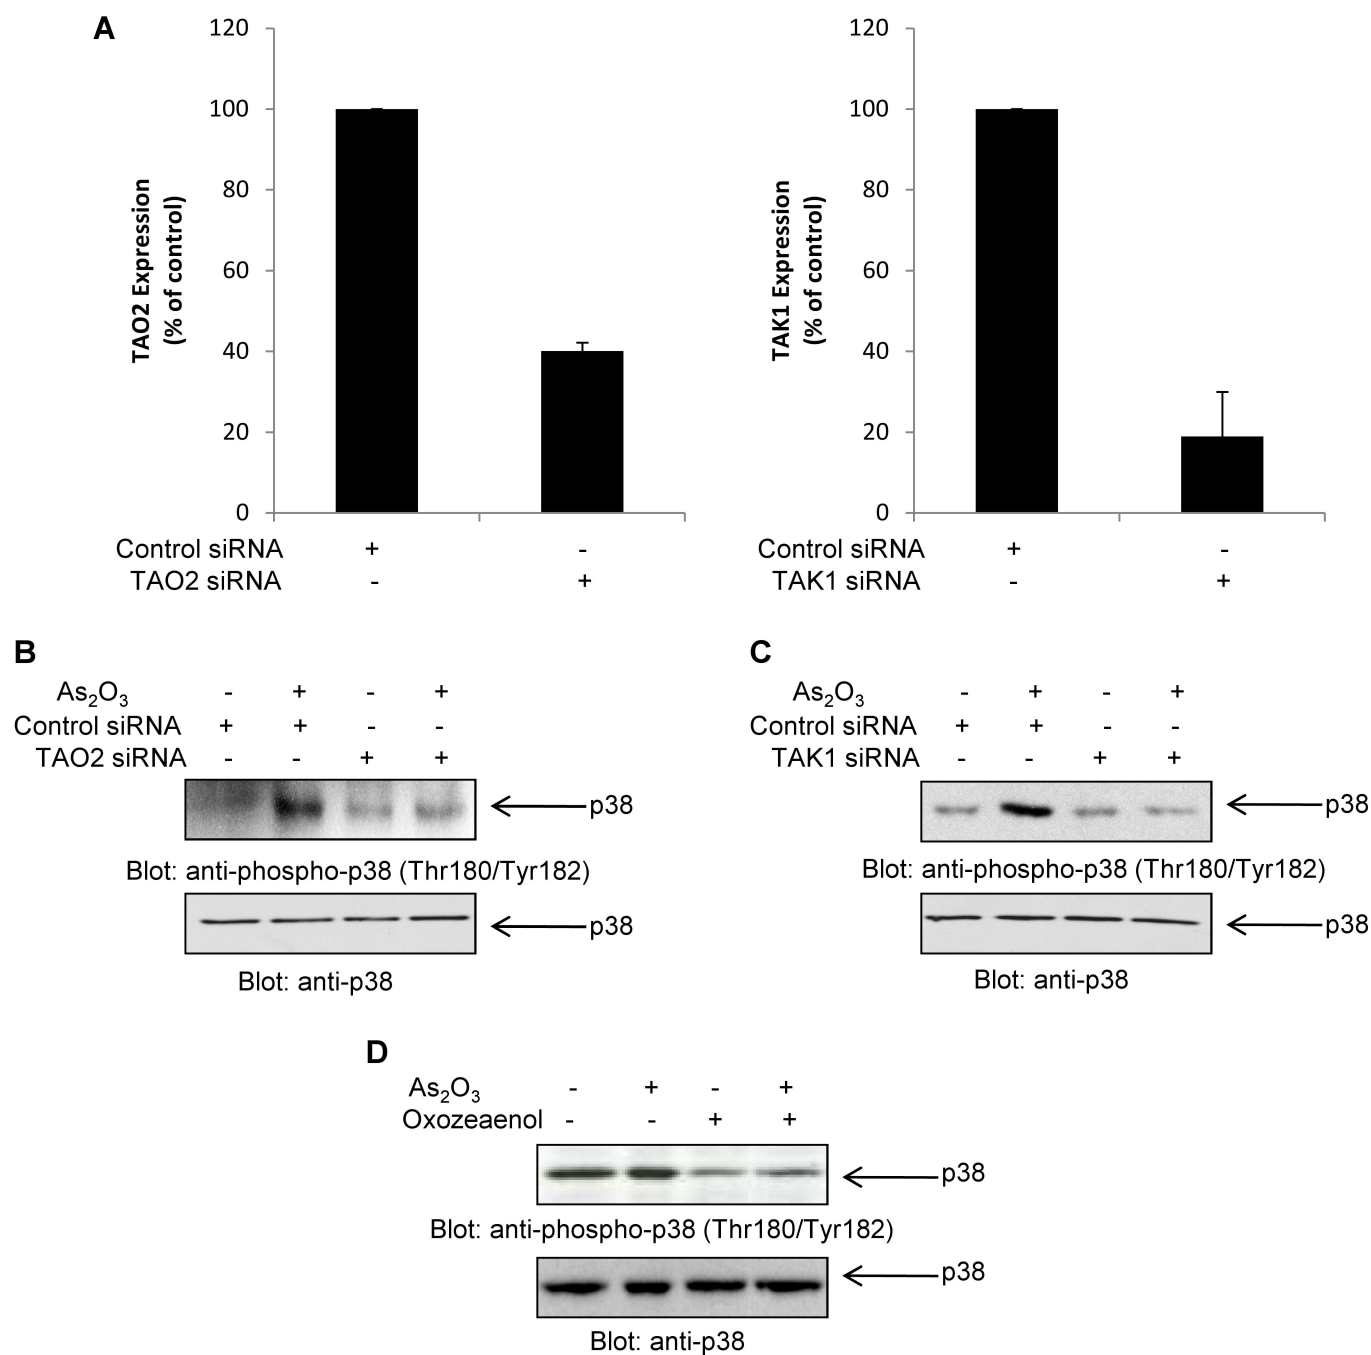 A
120
100
80
60
40
20
0
TAO2 Expression
(% of control)
Control siRNA + -
TAO2 siRNA - +
120
100
80
60
40
20
0
TAK1 Expression
(% of control)
Control siRNA + -
TAK1 siRNA - +
B
As₂O₃ - + - +
Control siRNA + + - -
TAO2 siRNA - - + +
p38
Blot: anti-phospho-p38 (Thr180/Tyr182)
p38
Blot: anti-p38
C
As₂O₃ - + - +
Control siRNA + + - -
TAK1 siRNA - - + +
p38
Blot: anti-phospho-p38 (Thr180/Tyr182)
p38
Blot: anti-p38
D
As₂O₃ - + - +
Oxozeaenol - - + +
p38
Blot: anti-phospho-p38 (Thr180/Tyr182)
p38
Blot: anti-p38